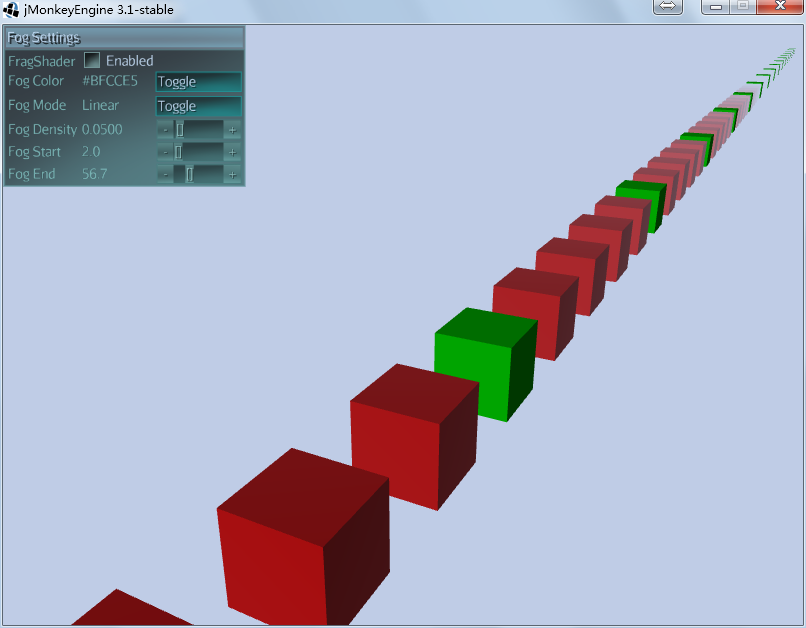 jMonkeyEngine 3.1-stable
Fog Settings
FragShader Enabled
Fog Color #BFCCE5 Toggle
Fog Mode Linear Toggle
Fog Density 0.0500 - +
Fog Start 2.0 - +
Fog End 56.7 - +